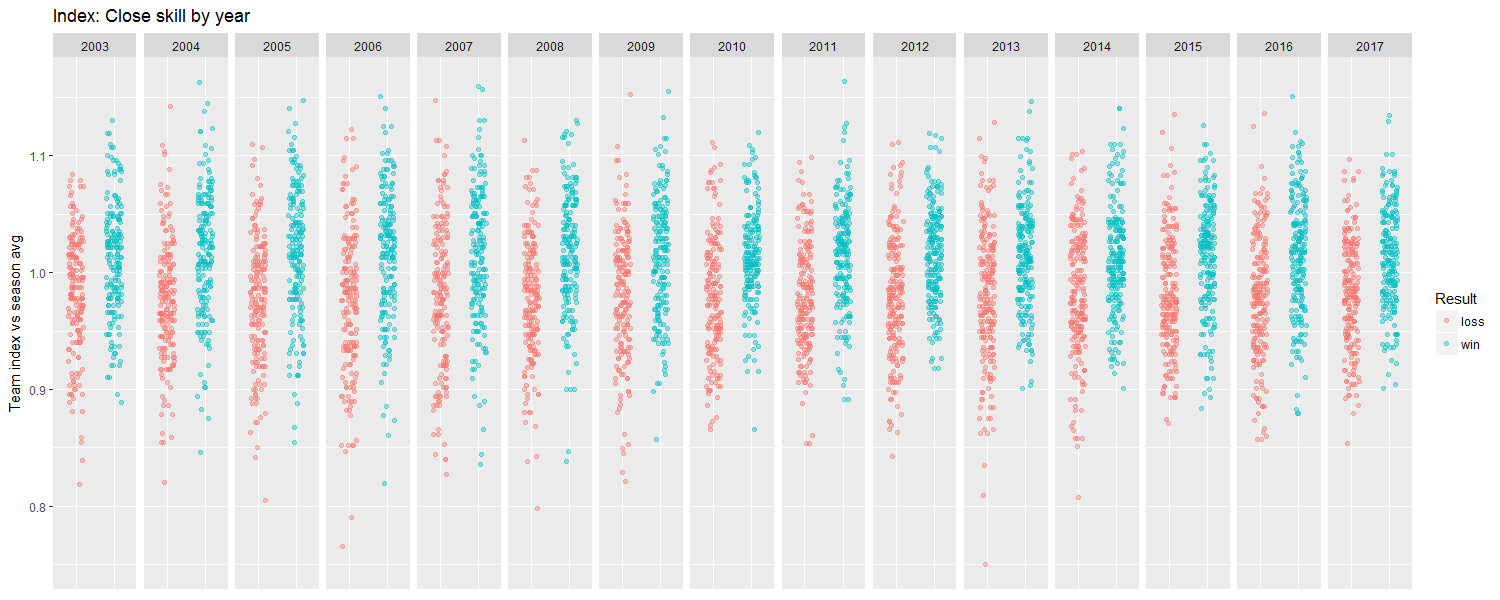 Index: Close skill by year
2003 2004 2005 2006 2007 2008 2009 2010 2011 2012 2013 2014 2015 2016 2017
Team index vs season avg
1.1
1.0
0.9
0.8
Result
loss
win